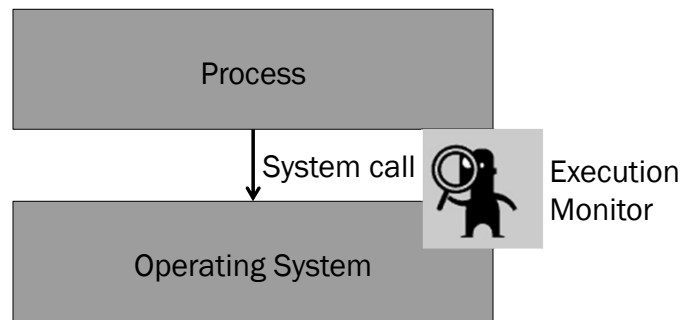 Process
System call
Execution
Monitor
Operating System